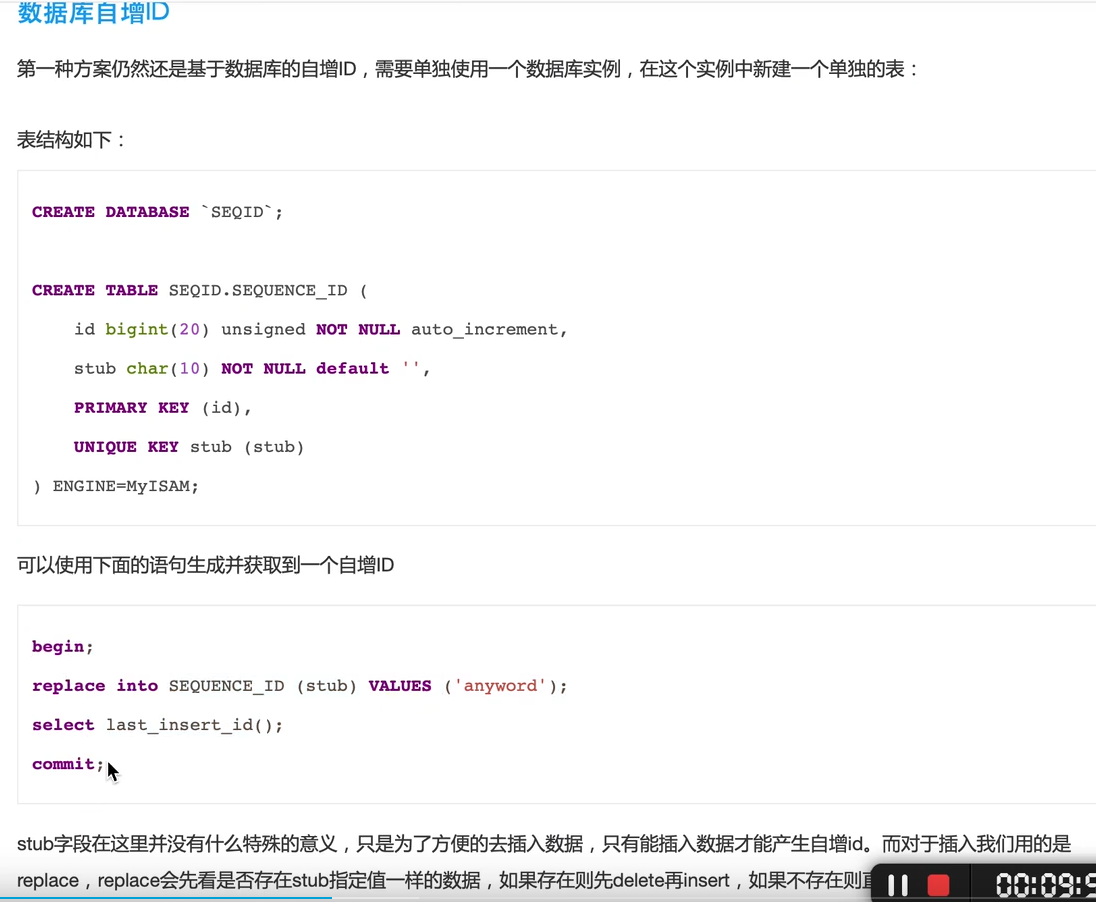 数据库自增ID
第一种方案仍然还是基于数据库的自增ID，需要单独使用一个数据库实例，在这个实例中新建一个单独的表：
表结构如下：
CREATE DATABASE `SEQID`;
CREATE TABLE SEQID.SEQUENCE_ID (
    id bigint(20) unsigned NOT NULL auto_increment,
    stub char(10) NOT NULL default '',
    PRIMARY KEY (id),
    UNIQUE KEY stub (stub)
) ENGINE=MyISAM;
可以使用下面的语句生成并获取到一个自增ID
begin;
replace into SEQUENCE_ID (stub) VALUES ('anyword');
select last_insert_id();
commit;
stub字段在这里并没有什么特殊的意义，只是为了方便的去插入数据，只有能插入数据才能产生自增id。而对于插入我们用的是
replace，replace会先看是否存在stub指定值一样的数据，如果存在则先delete再insert，如果不存在则
00:09: